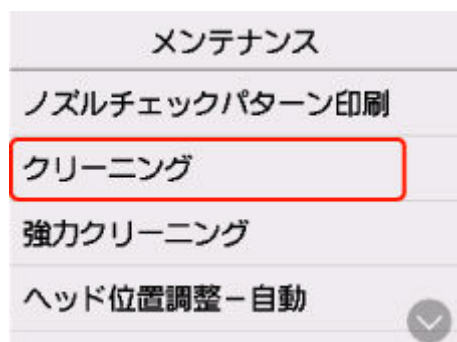 メンテナンス
ノズルチェックパターン印刷
クリーニング
強力クリーニング
ヘッド位置調整－自動